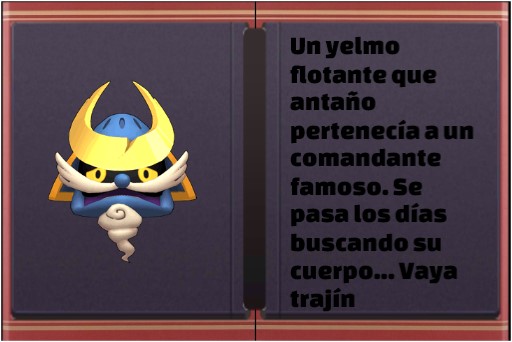 Un yelmo
flotante que
antaño
pertenecía a un
comandante
famoso. Se
pasa los días
buscando su
cuerpo... Vaya
trajín